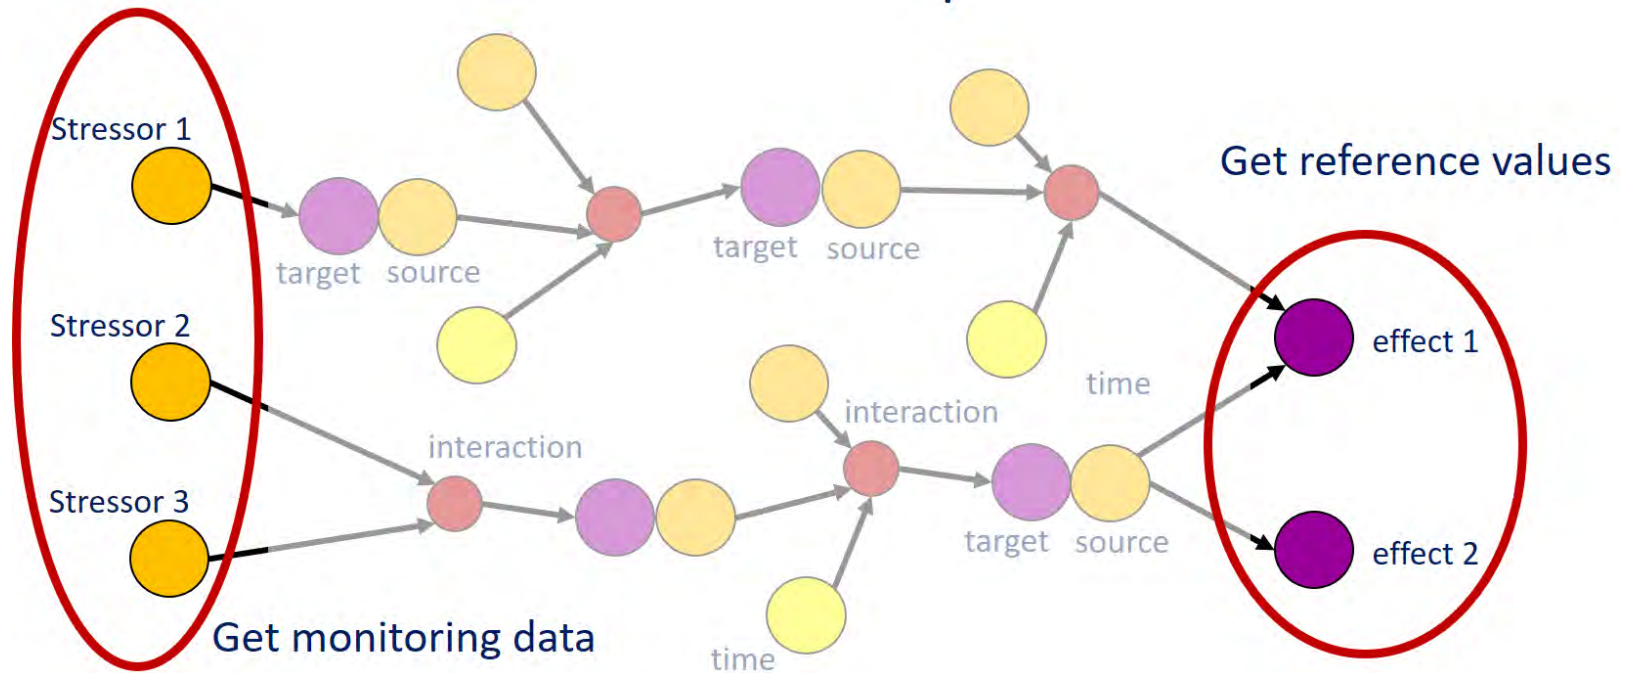 Stressor 1
Get reference values
target source
target source
Stressor 2
effect 1
time
interaction
interaction
Stressor 3
target source
effect 2
Get monitoring data
time